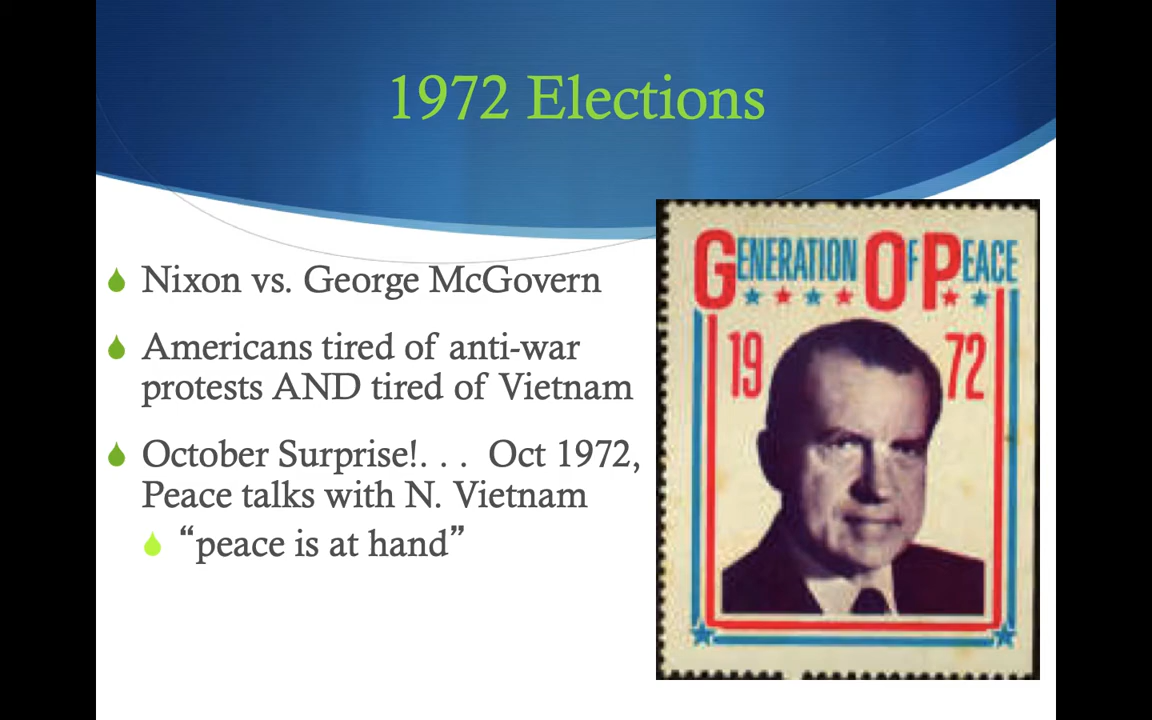 1972 Elections
Nixon vs. George McGovern
Americans tired of anti-war
protests AND tired of Vietnam
October Surprise!. . .  Oct 1972,
Peace talks with N. Vietnam
“peace is at hand”
GENERATION OF PEACE
19 72